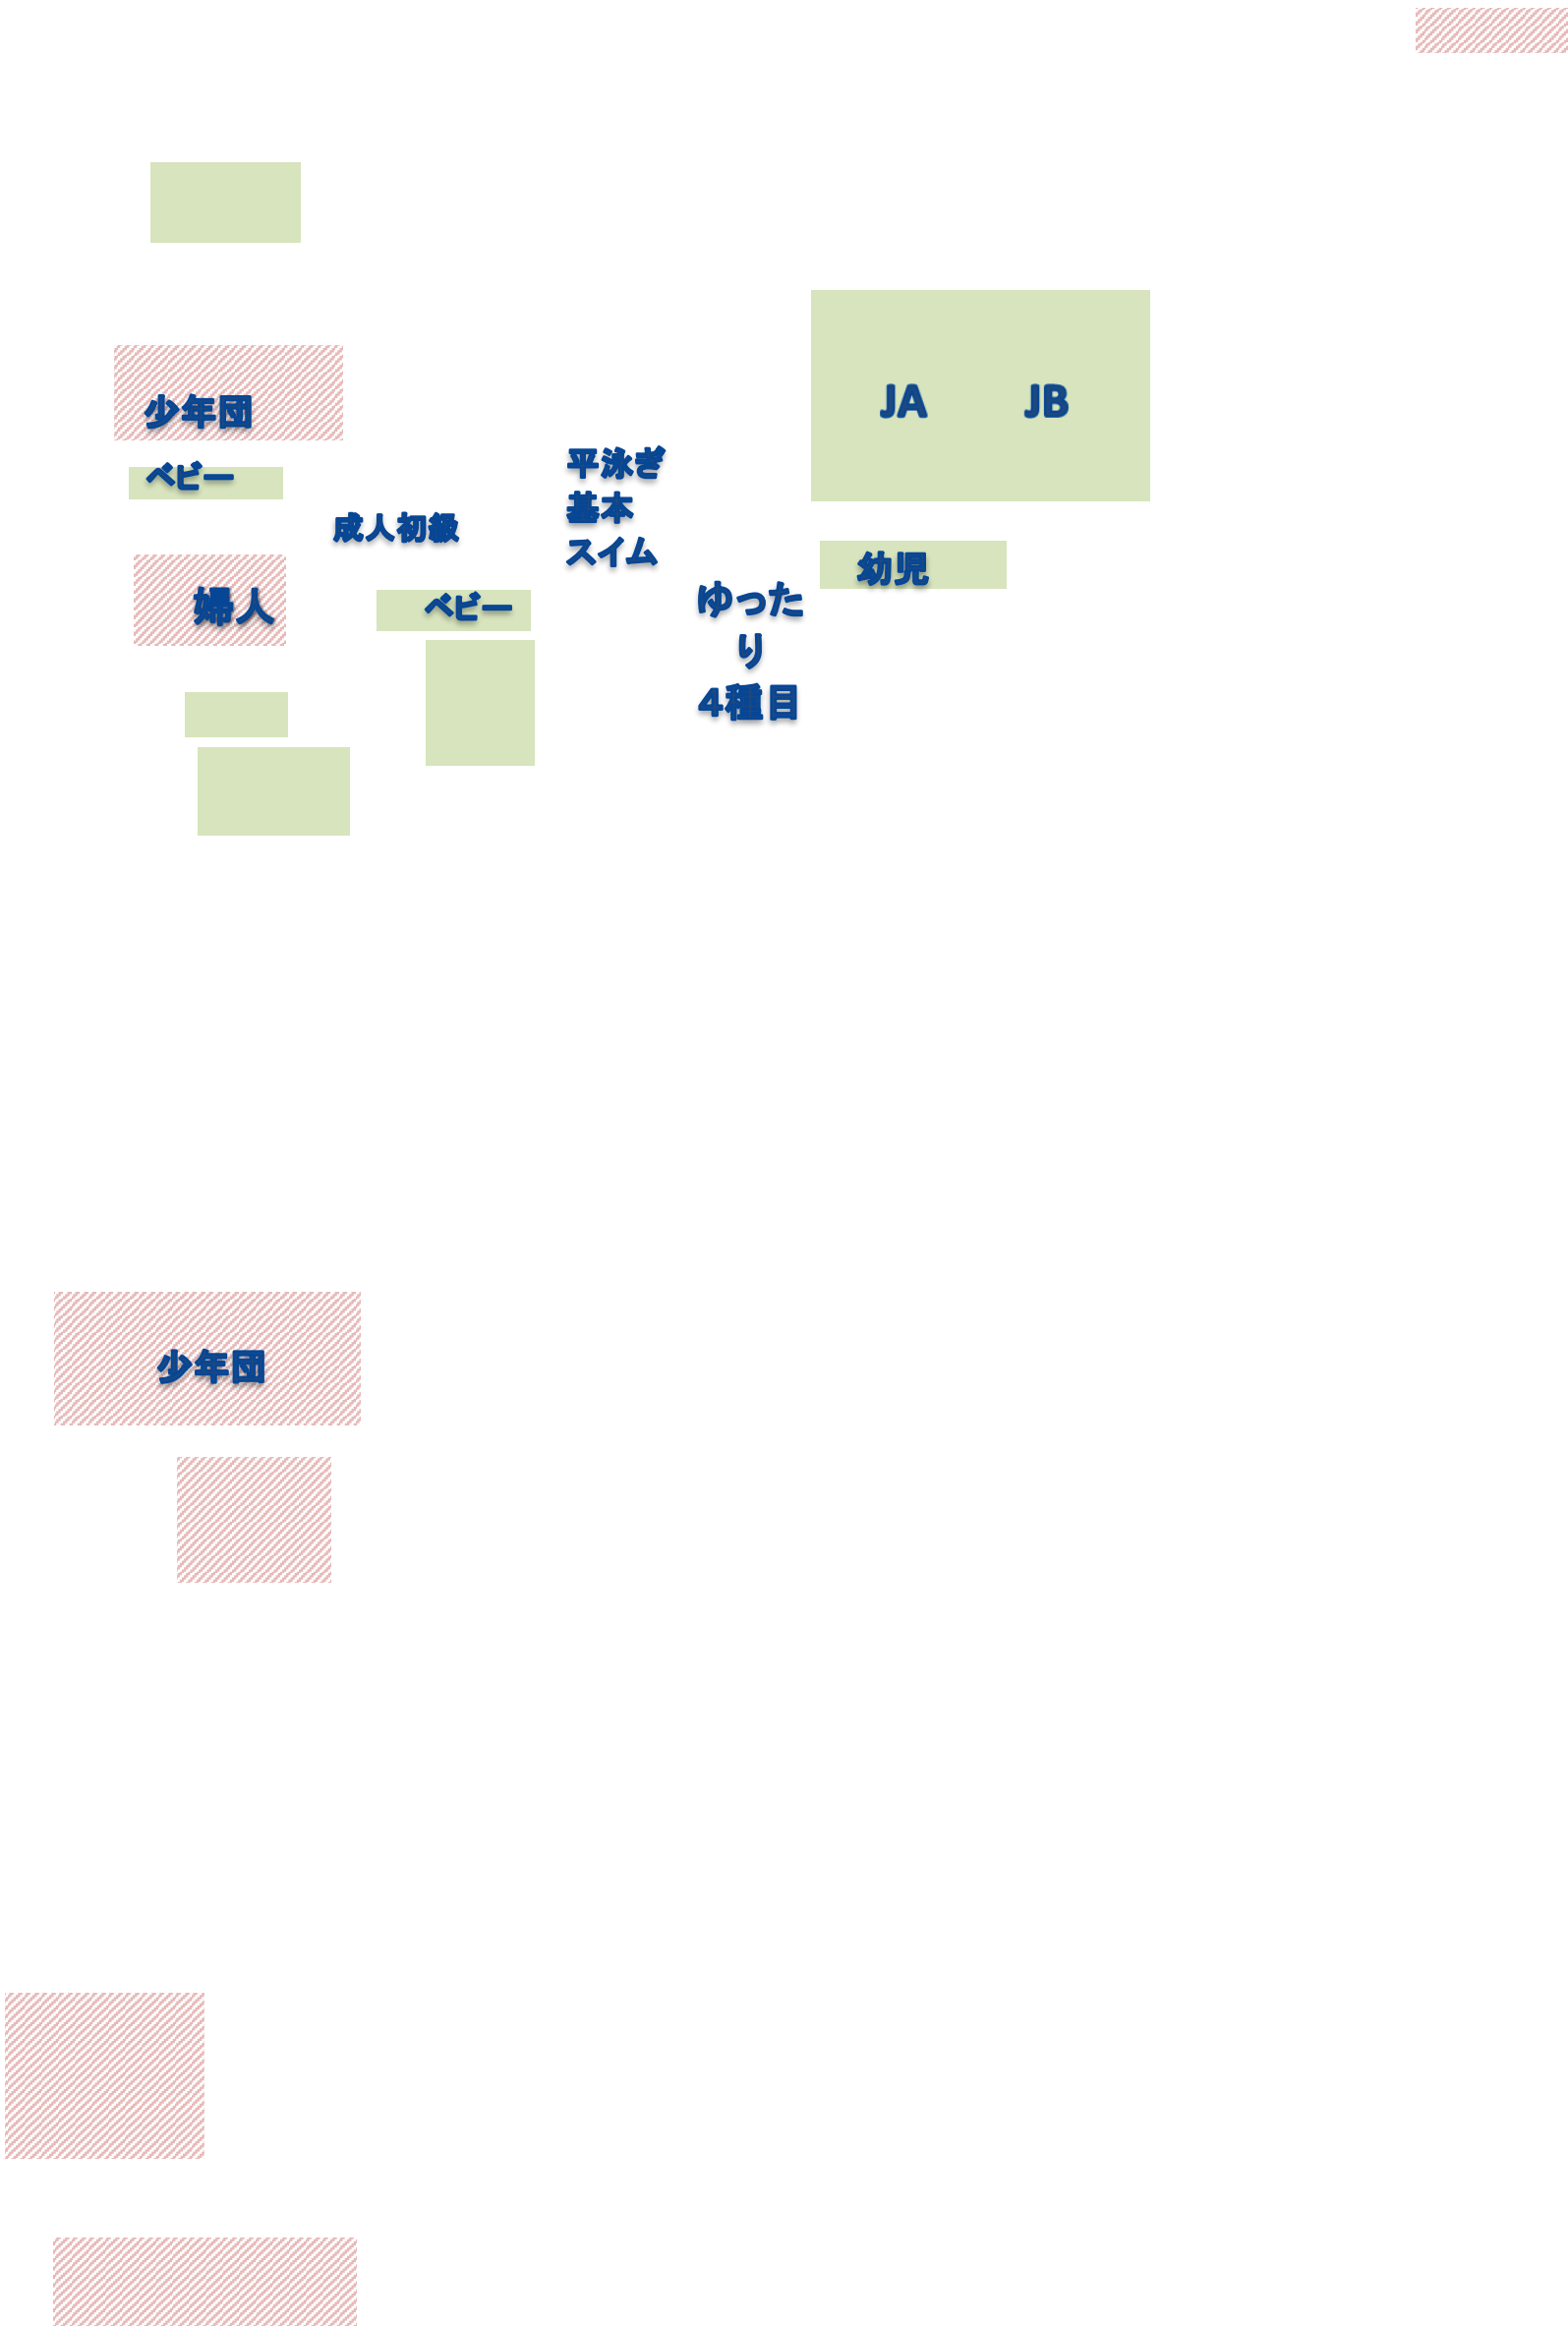 JA JB
少年団
平泳ぎ
基本
スイム
ベビー
成人初級
幼児
婦人
ベビー
ゆった
り
4種目
少年団